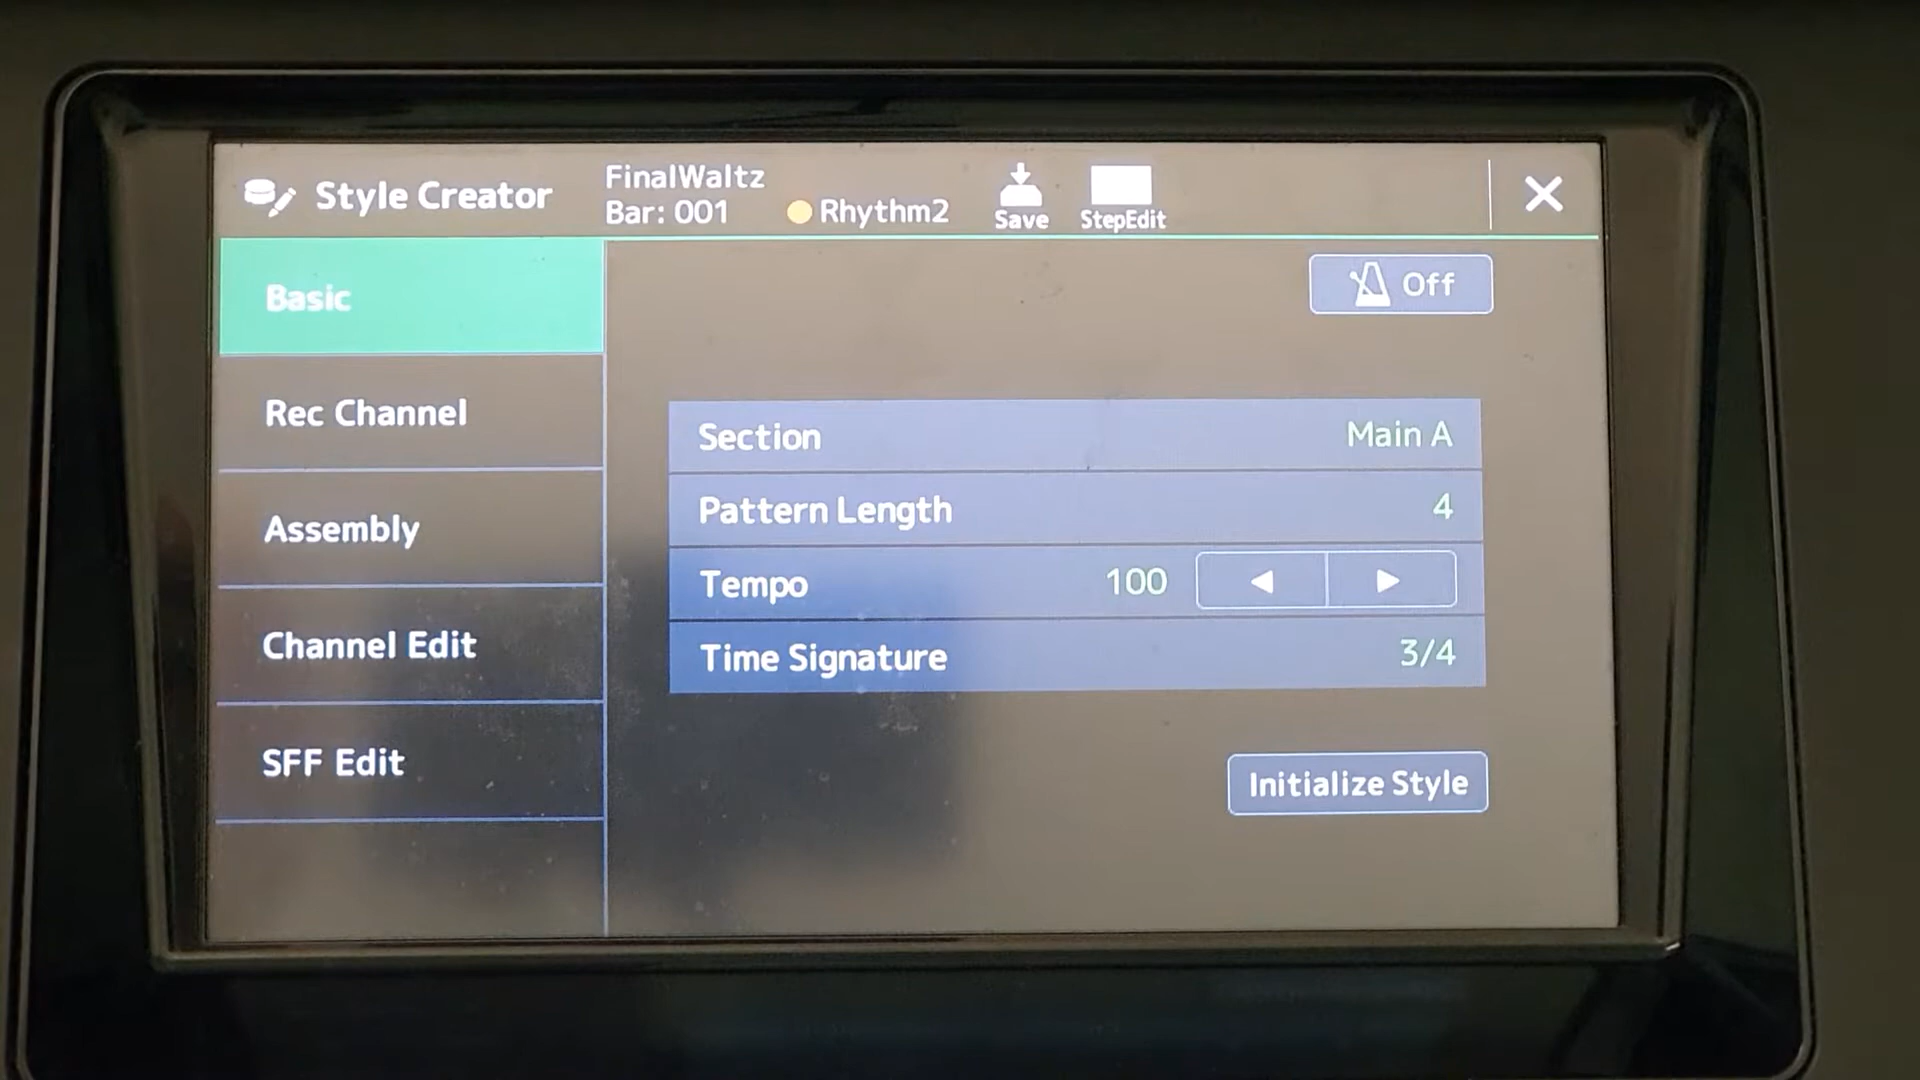 Style Creator
FinalWaltz
Bar: 001
Rhythm2
Save
StepEdit
Basic
Off
Rec Channel
Section Main A
Pattern Length 4
Assembly
Tempo 100
Channel Edit
Time Signature 3/4
SFF Edit
Initialize Style